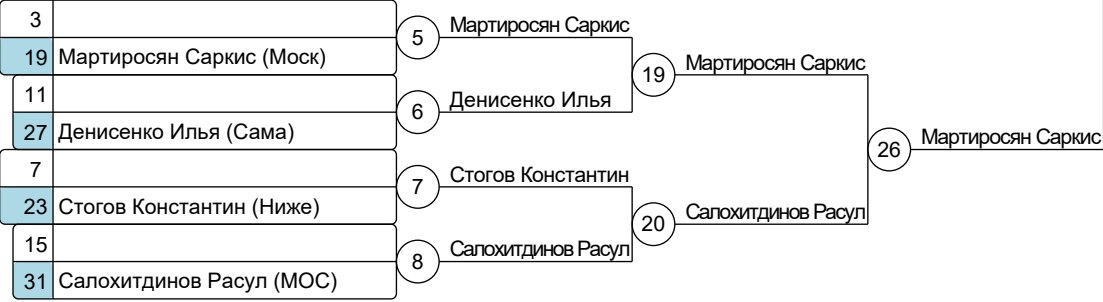 3
19 Мартиросян Саркис (Моск)
11
27 Денисенко Илья (Сама)
7
23 Стогов Константин (Ниже)
15
31 Салохитдинов Расул (МОС)
5 Мартиросян Саркис
6 Денисенко Илья
7 Стогов Константин
8 Салохитдинов Расул
19 Мартиросян Саркис
20 Салохитдинов Расул
26 Мартиросян Саркис